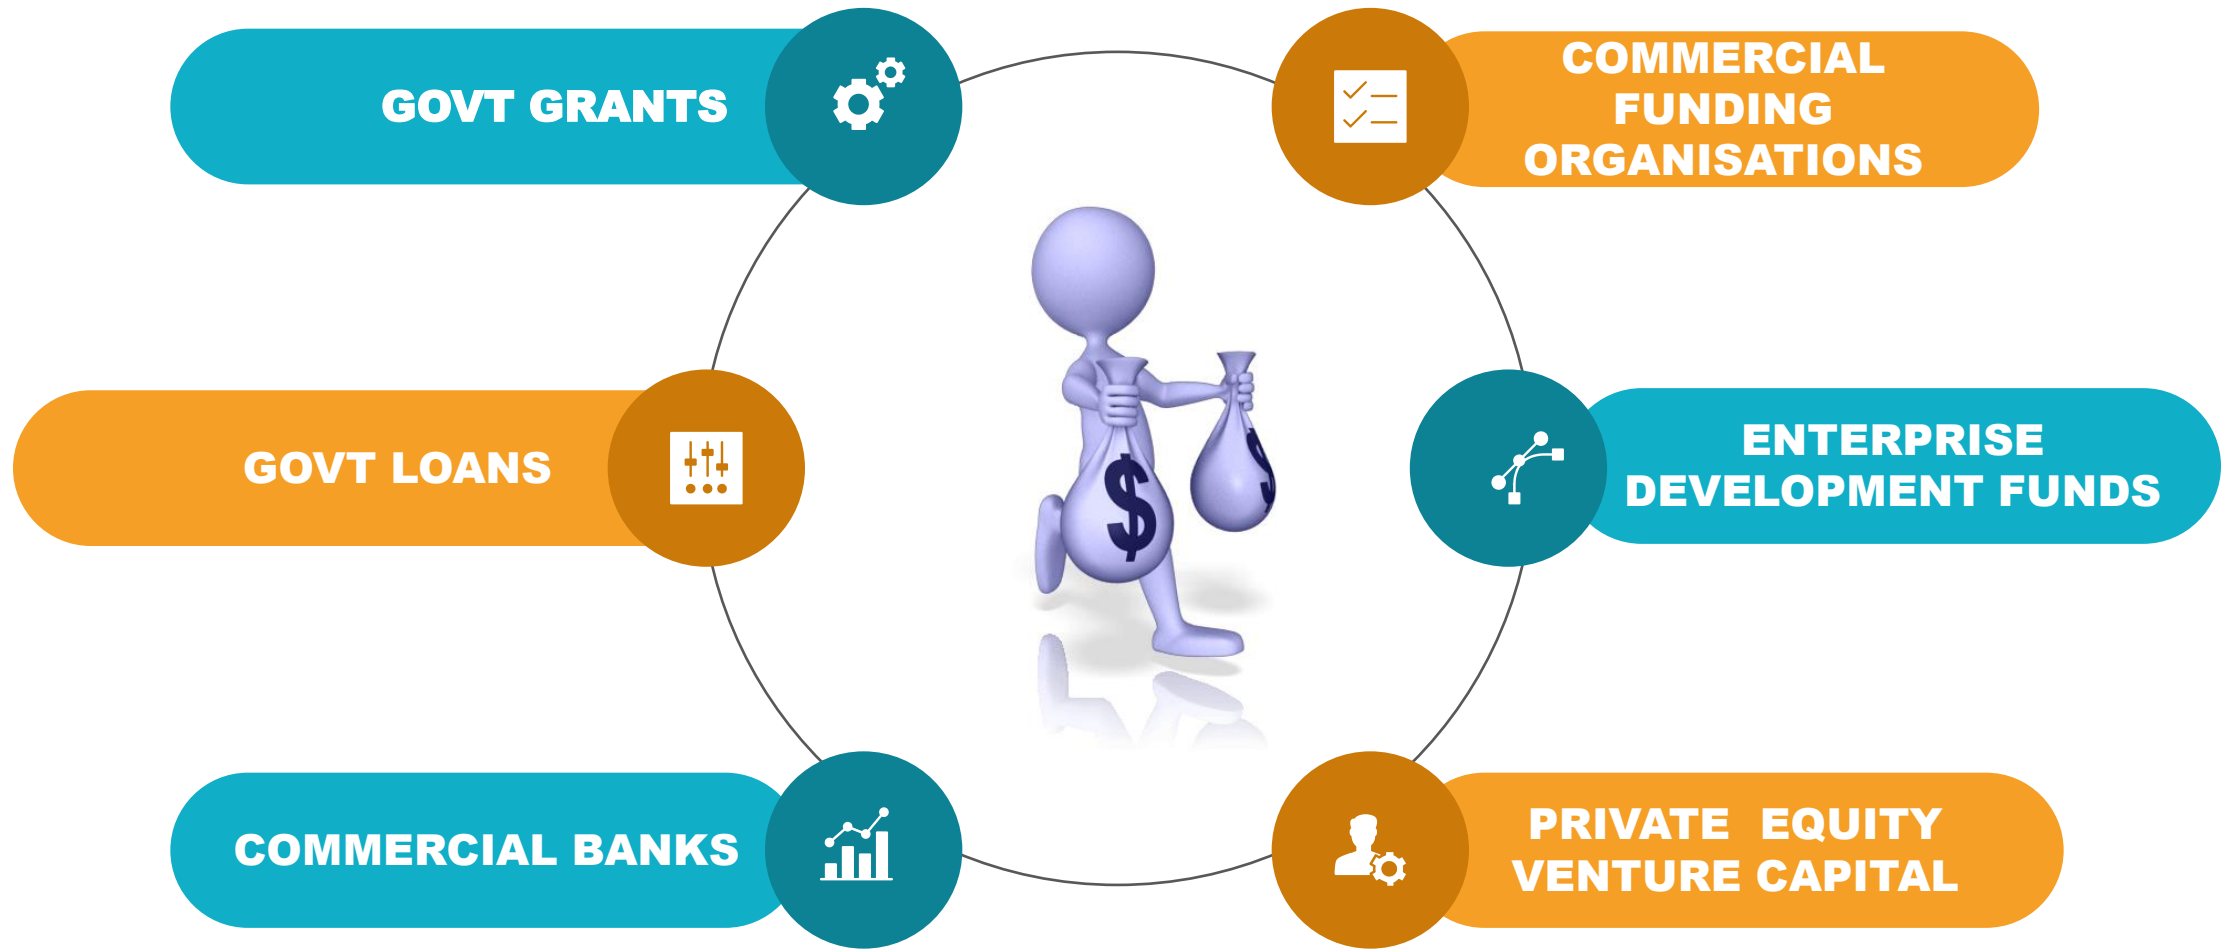 GOVT GRANTS
COMMERCIAL
FUNDING
ORGANISATIONS
GOVT LOANS
ENTERPRISE
DEVELOPMENT FUNDS
COMMERCIAL BANKS
PRIVATE EQUITY
VENTURE CAPITAL
$
$